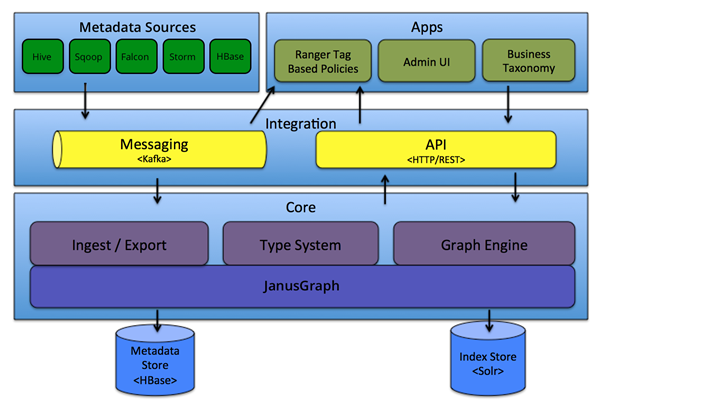 Metadata Sources
Hive
Sqoop
Falcon
Storm
HBase
Apps
Ranger Tag
Based Policies
Admin UI
Business
Taxonomy
Integration
Messaging
<Kafka>
API
<HTTP/REST>
Core
Ingest / Export
Type System
Graph Engine
JanusGraph
Metadata
Store
<HBase>
Index Store
<Solr>